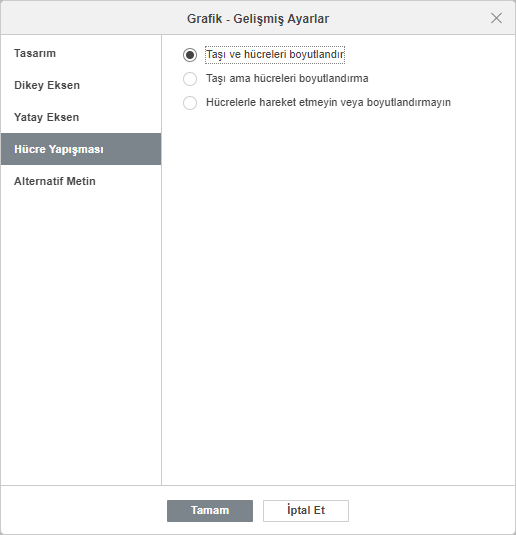 Grafik - Gelişmiş Ayarlar
Tasarım
Dikey Eksen
Yatay Eksen
Hücre Yapışması
Alternatif Metin
Taşı ve hücreleri boyutlandır
Taşı ama hücreleri boyutlandırma
Hücrelerle hareket etmeyin veya boyutlandırmayın
Tamam
İptal Et